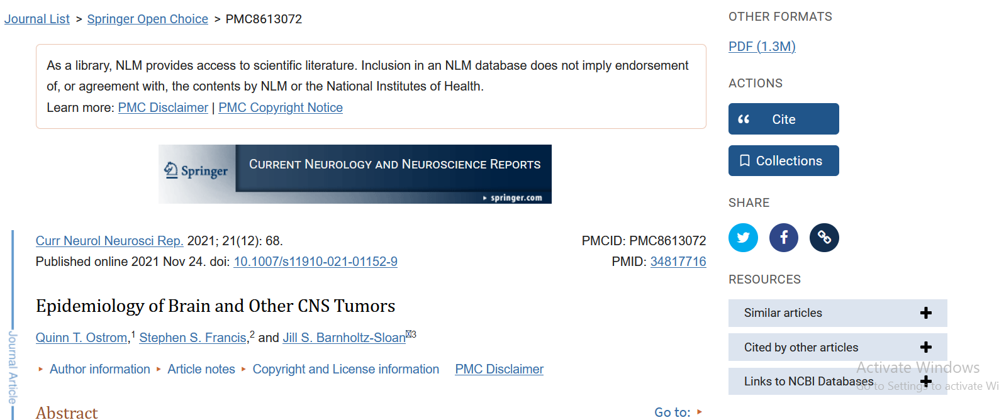 Journal List > Springer Open Choice > PMC8613072
As a library, NLM provides access to scientific literature. Inclusion in an NLM database does not imply endorsement
of, or agreement with, the contents by NLM or the National Institutes of Health.
Learn more: PMC Disclaimer | PMC Copyright Notice
Springer
CURRENT NEUROLOGY AND NEUROSCIENCE REPORTS
springer.com
Curr Neurol Neurosci Rep. 2021; 21(12): 68.
Published online 2021 Nov 24. doi: 10.1007/s11910-021-01152-9
PMCID: PMC8613072
PMID: 34817716
Epidemiology of Brain and Other CNS Tumors
Quinn T. Ostrom,1 Stephen S. Francis,2 and Jill S. Barnholtz-Sloan3
Author information Article notes Copyright and License information PMC Disclaimer
Journal Article
Abstract
Go to:
OTHER FORMATS
PDF (1.3M)
ACTIONS
Cite
Collections
SHARE
RESOURCES
Similar articles
Cited by other articles
Links to NCBI Databases
Activate Windows
Go to Settings to activate Wi